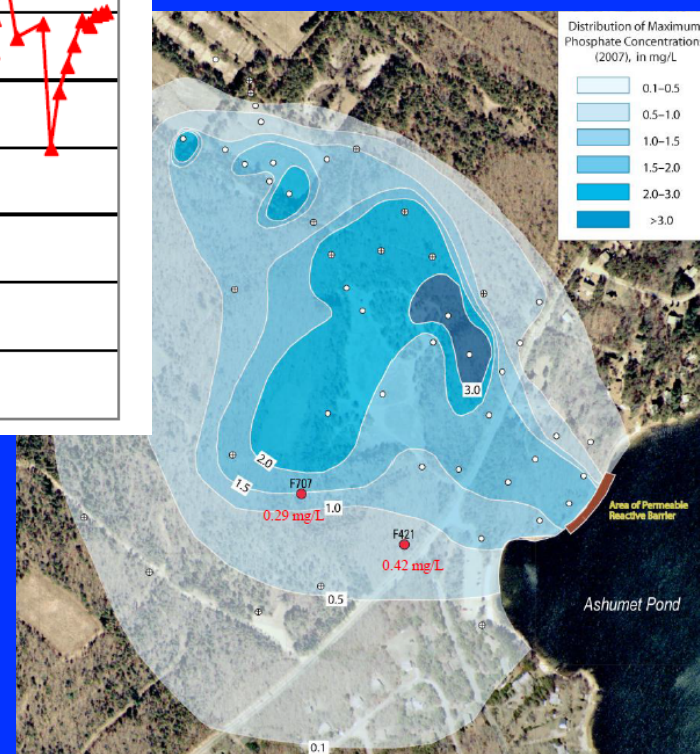 Distribution of Maximum
Phosphate Concentration
(2007), in mg/L
0.1–0.5
0.5–1.0
1.0–1.5
1.5–2.0
2.0–3.0
>3.0
3.0
2.0
1.5
F707
0.29 mg/L
1.0
F421
0.42 mg/L
Area of Permeable
Reactive Barrier
Ashumet Pond
0.5
0.1